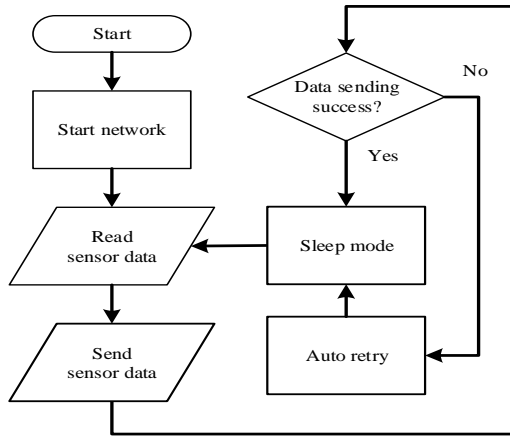 Start
Start network
Read
sensor data
Send
sensor data
Data sending
success?
No
Yes
Sleep mode
Auto retry